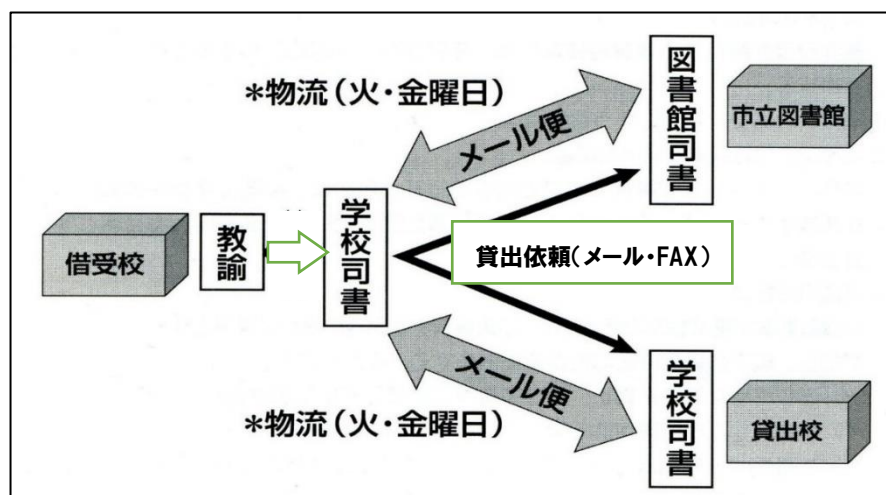 *物流(火・金曜日)
メール便
図書館司書
市立図書館
借受校
教諭
学校司書
貸出依頼(メール・FAX)
メール便
*物流(火・金曜日)
学校司書
貸出校